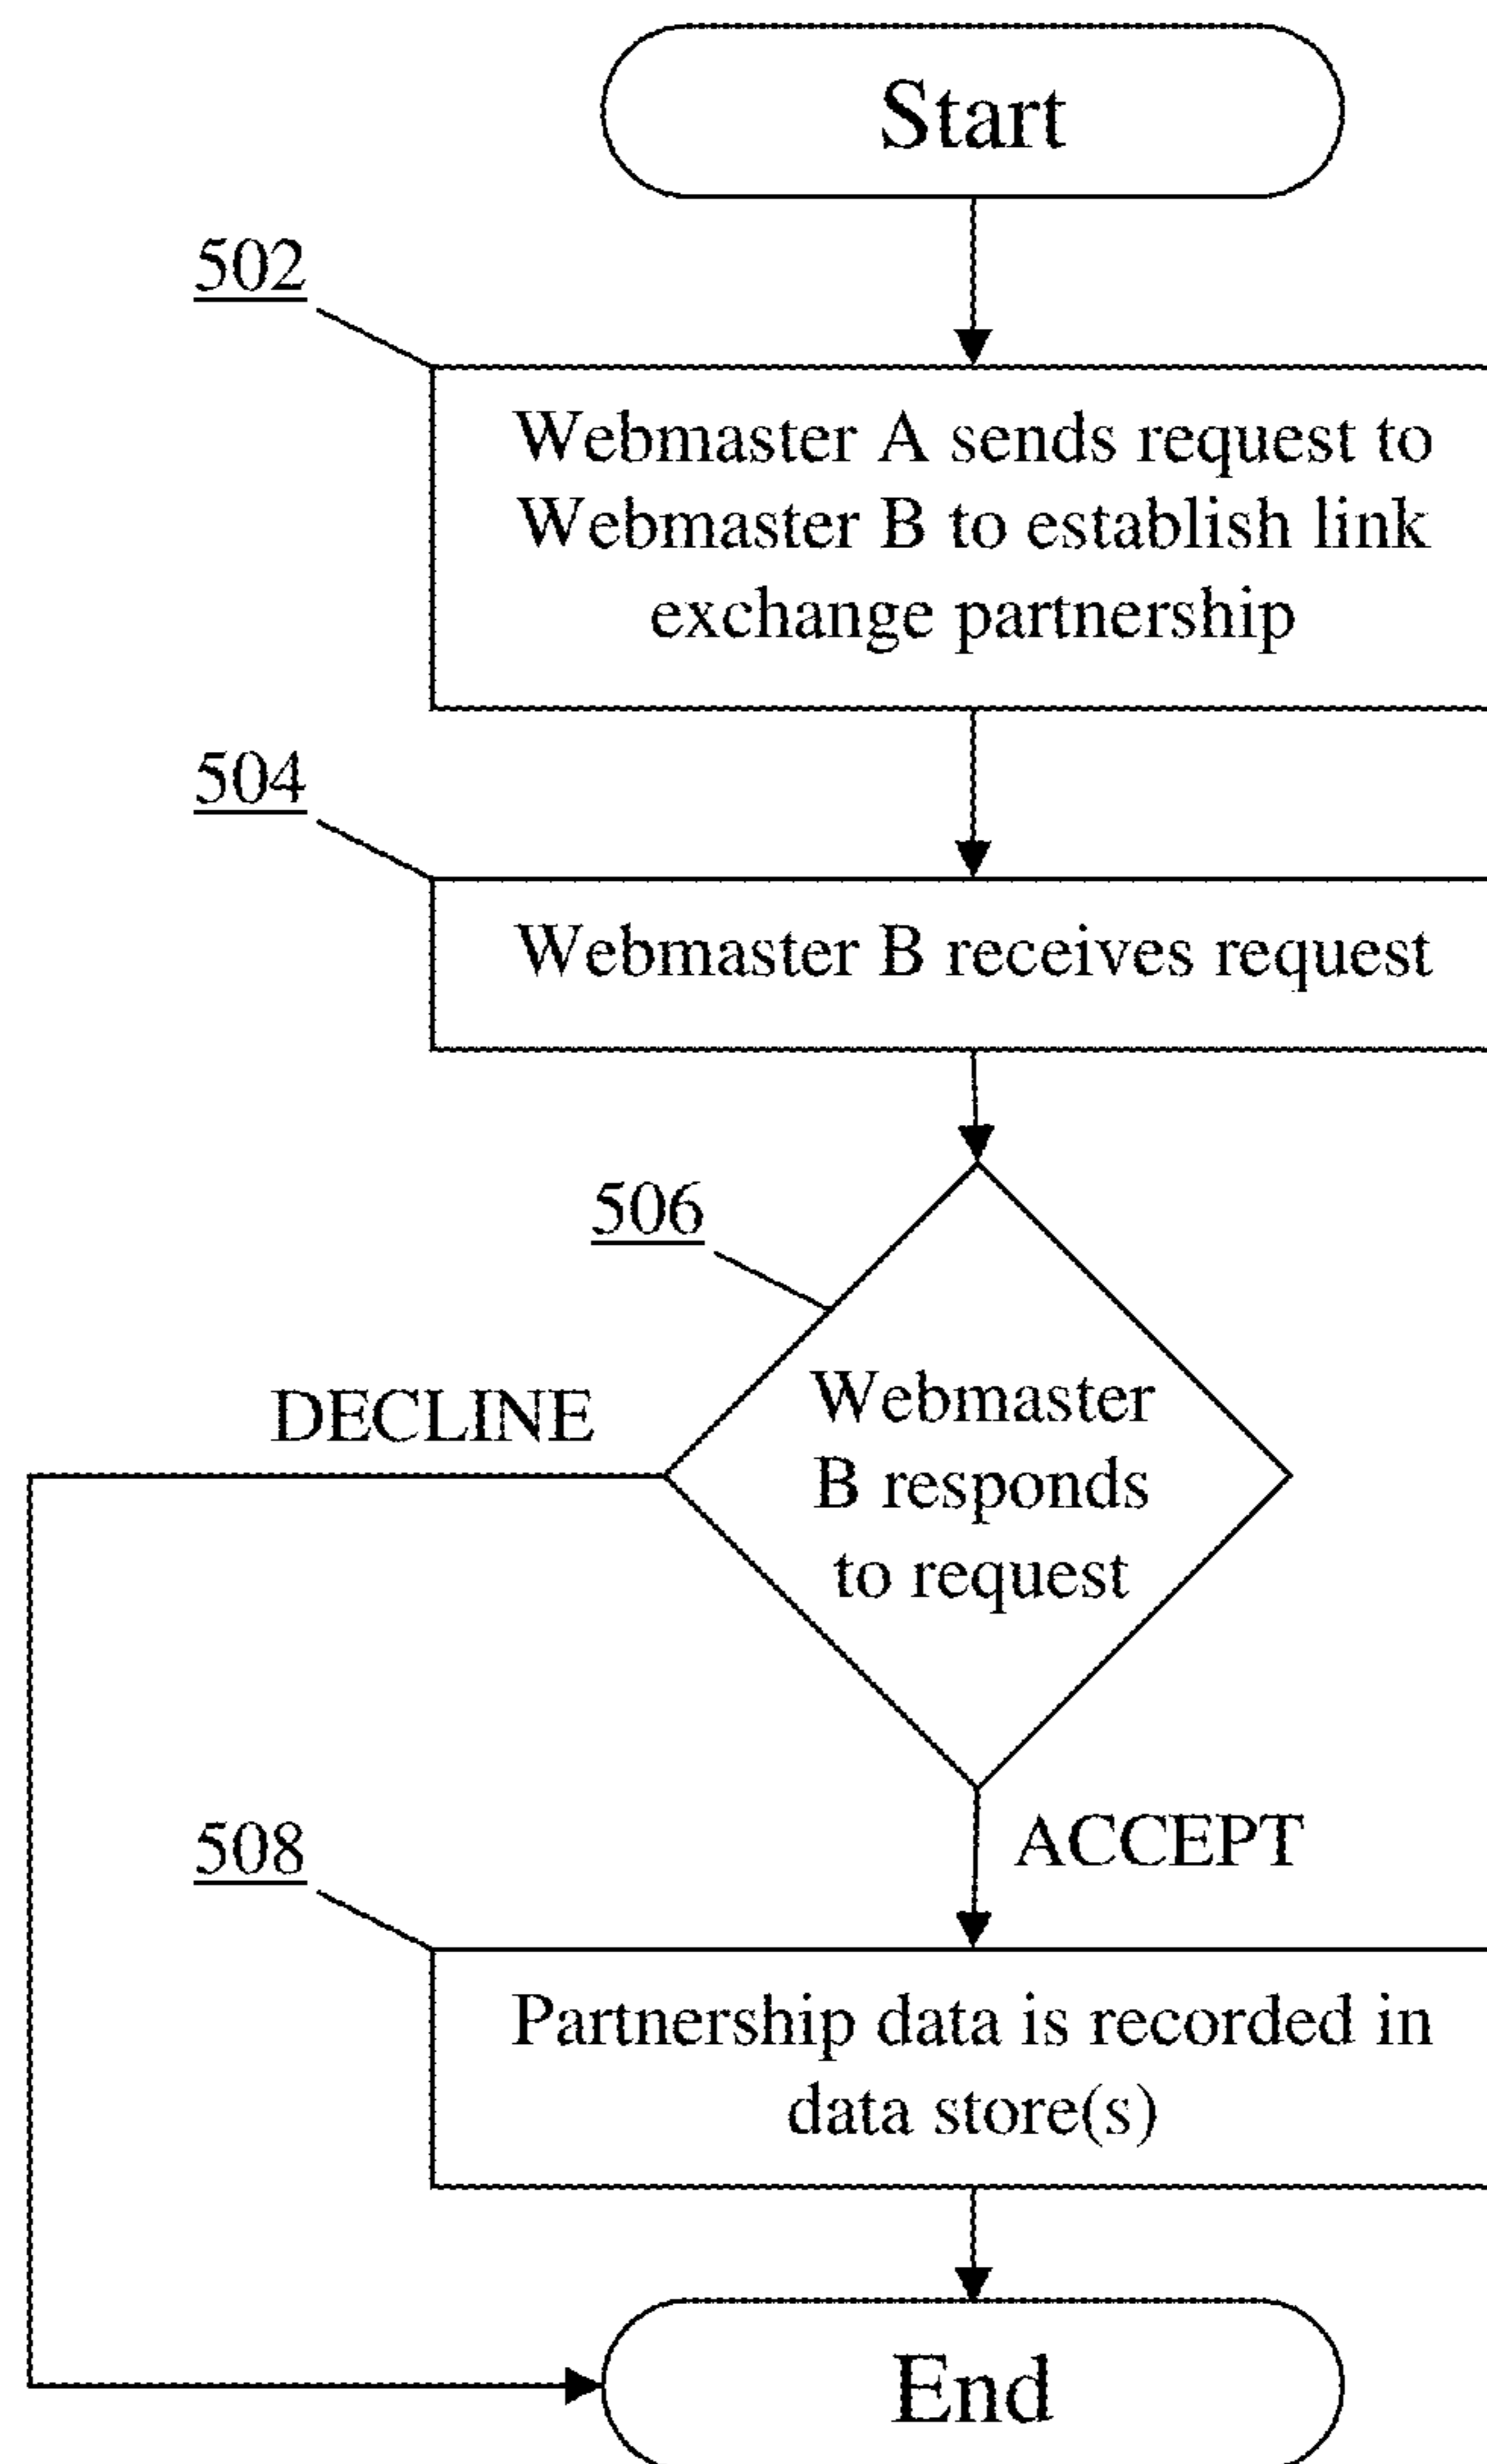 Start
502
Webmaster A sends request to
Webmaster B to establish link
exchange partnership
504
Webmaster B receives request
506
DECLINE
Webmaster
B responds
to request
ACCEPT
508
Partnership data is recorded in
data store(s)
End